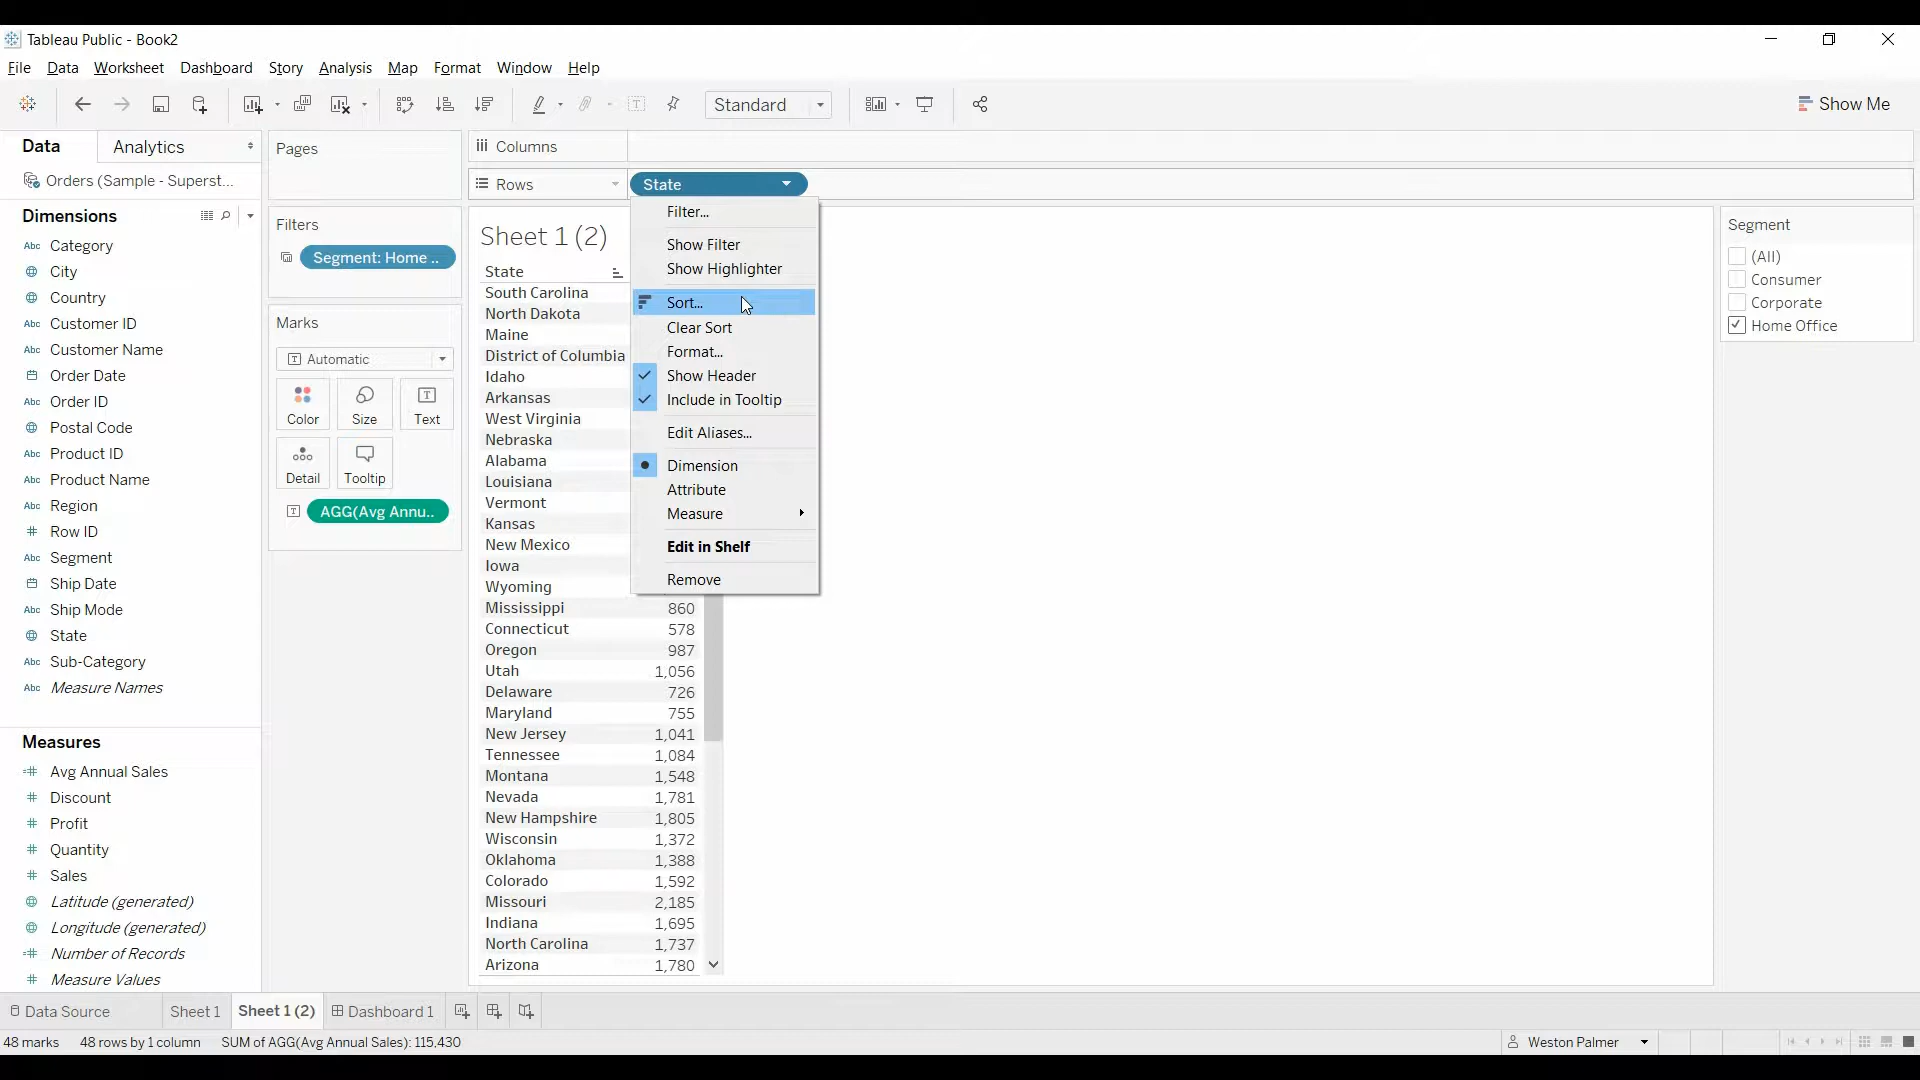 Tableau Public - Book2
File Data Worksheet Dashboard Story Analysis Map Format Window Help
Standard
Show Me
Data
Analytics
Orders (Sample - Superst...
Dimensions
Abc Category
City
Country
Abc Customer ID
Abc Customer Name
Order Date
Abc Order ID
Postal Code
Abc Product ID
Abc Product Name
Abc Region
# Row ID
Abc Segment
Ship Date
Abc Ship Mode
State
Abc Sub-Category
Abc Measure Names
Measures
=# Avg Annual Sales
# Discount
# Profit
# Quantity
# Sales
Latitude (generated)
Longitude (generated)
=# Number of Records
# Measure Values
Pages
Filters
Segment: Home ..
Marks
T Automatic
Color
Size
T Text
Detail
Tooltip
T AGG(Avg Annu..
Columns
Rows
State
Sheet 1 (2)
State
South Carolina
North Dakota
Maine
District of Columbia
Idaho
Arkansas
West Virginia
Nebraska
Alabama
Louisiana
Vermont
Kansas
New Mexico
Iowa
Wyoming
Mississippi 860
Connecticut 578
Oregon 987
Utah 1,056
Delaware 726
Maryland 755
New Jersey 1,041
Tennessee 1,084
Montana 1,548
Nevada 1,781
New Hampshire 1,805
Wisconsin 1,372
Oklahoma 1,388
Colorado 1,592
Missouri 2,185
Indiana 1,695
North Carolina 1,737
Arizona 1,780
Filter...
Show Filter
Show Highlighter
Sort...
Clear Sort
Format...
Show Header
Include in Tooltip
Edit Aliases...
Dimension
Attribute
Measure
Edit in Shelf
Remove
Segment
(All)
Consumer
Corporate
Home Office
Data Source
Sheet 1
Sheet 1 (2)
Dashboard 1
48 marks 48 rows by 1 column SUM of AGG(Avg Annual Sales): 115,430
Weston Palmer